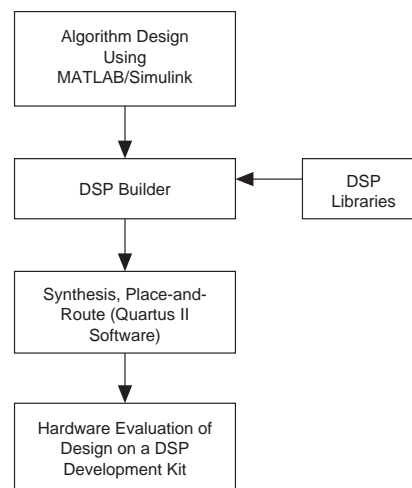 Algorithm Design
Using
MATLAB/Simulink
DSP Builder
DSP
Libraries
Synthesis, Place-and-
Route (Quartus II
Software)
Hardware Evaluation of
Design on a DSP
Development Kit